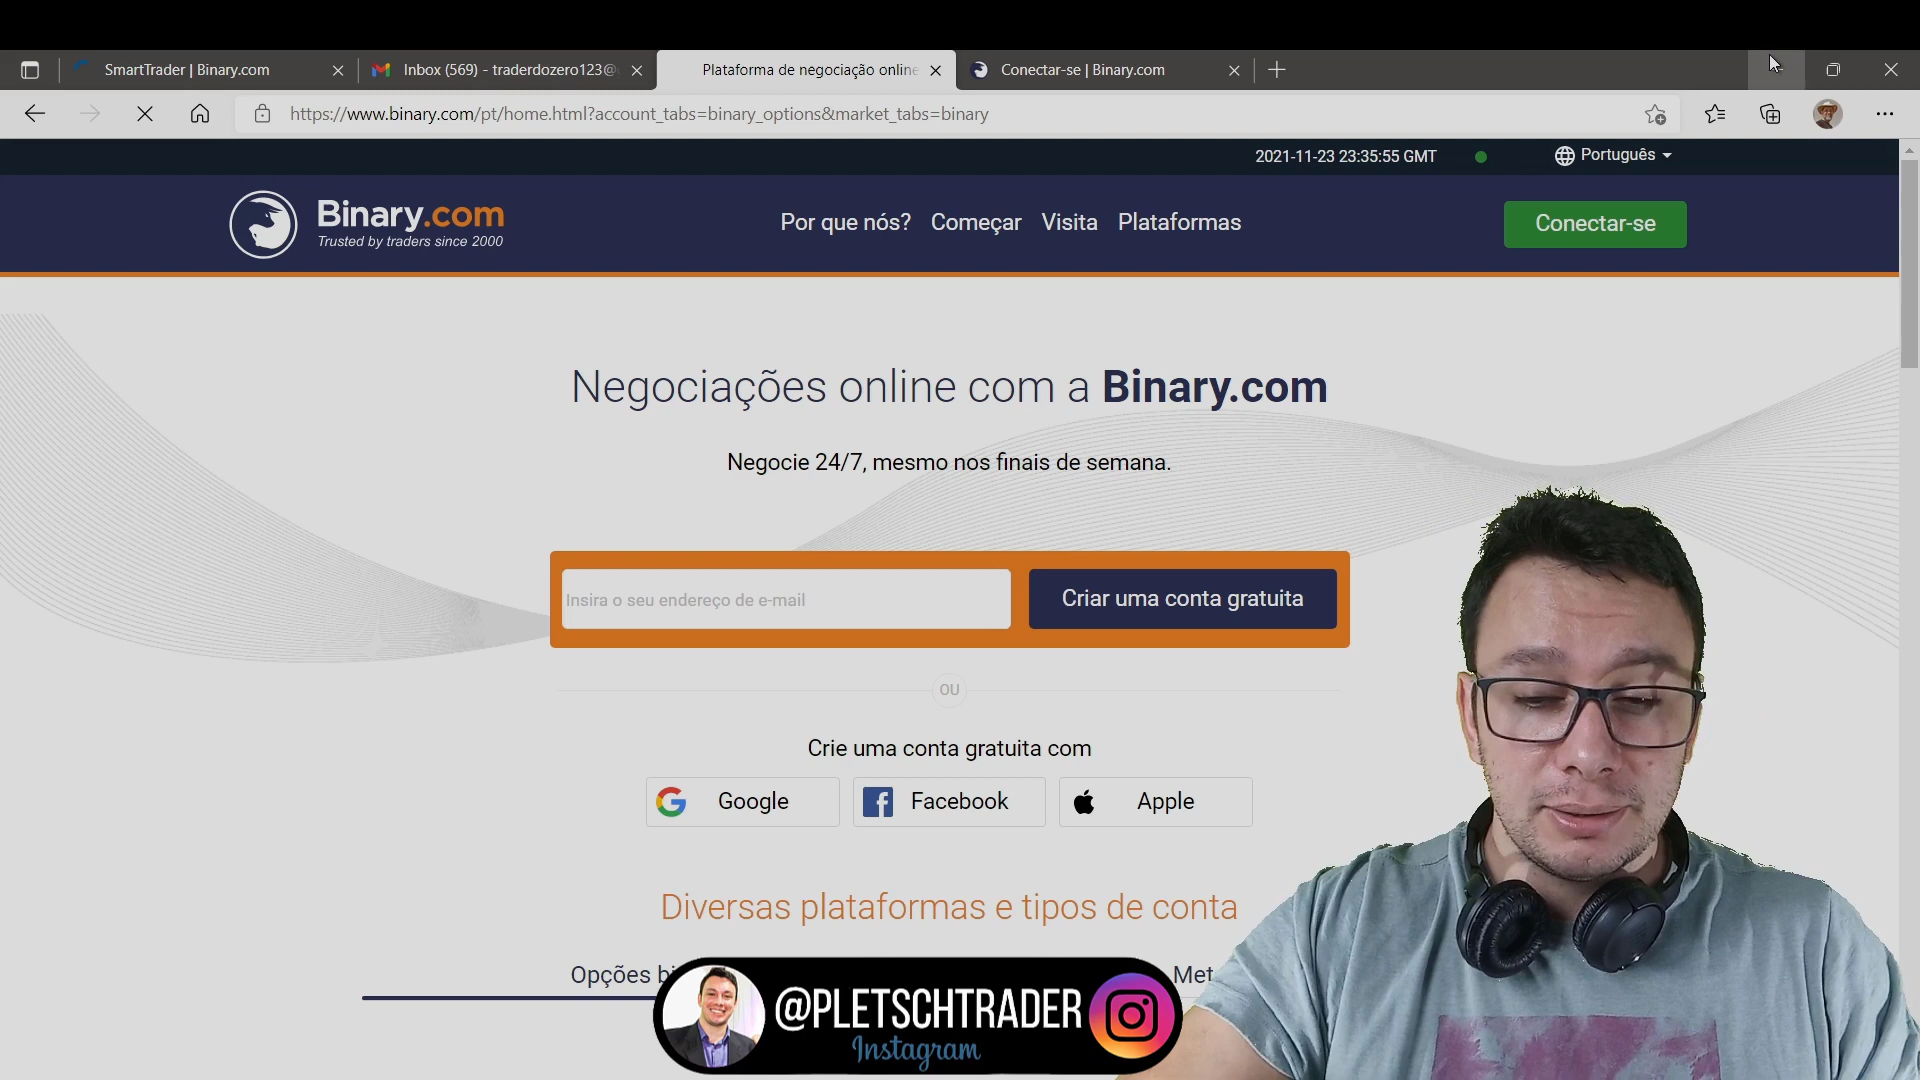 SmartTrader | Binary.com
Inbox (569) - traderdozero123@
Plataforma de negociação online
Conectar-se | Binary.com
https://www.binary.com/pt/home.html?account_tabs=binary_options&market_tabs=binary
2021-11-23 23:35:55 GMT
Português
Binary.com
Trusted by traders since 2000
Por que nós?
Começar
Visita
Plataformas
Conectar-se
Negociações online com a Binary.com
Negocie 24/7, mesmo nos finais de semana.
Insira o seu endereço de e-mail
Criar uma conta gratuita
OU
Crie uma conta gratuita com
Google
Facebook
Apple
Diversas plataformas e tipos de conta
Opções bi
Met
@PLETSCHTRADER
Instagram